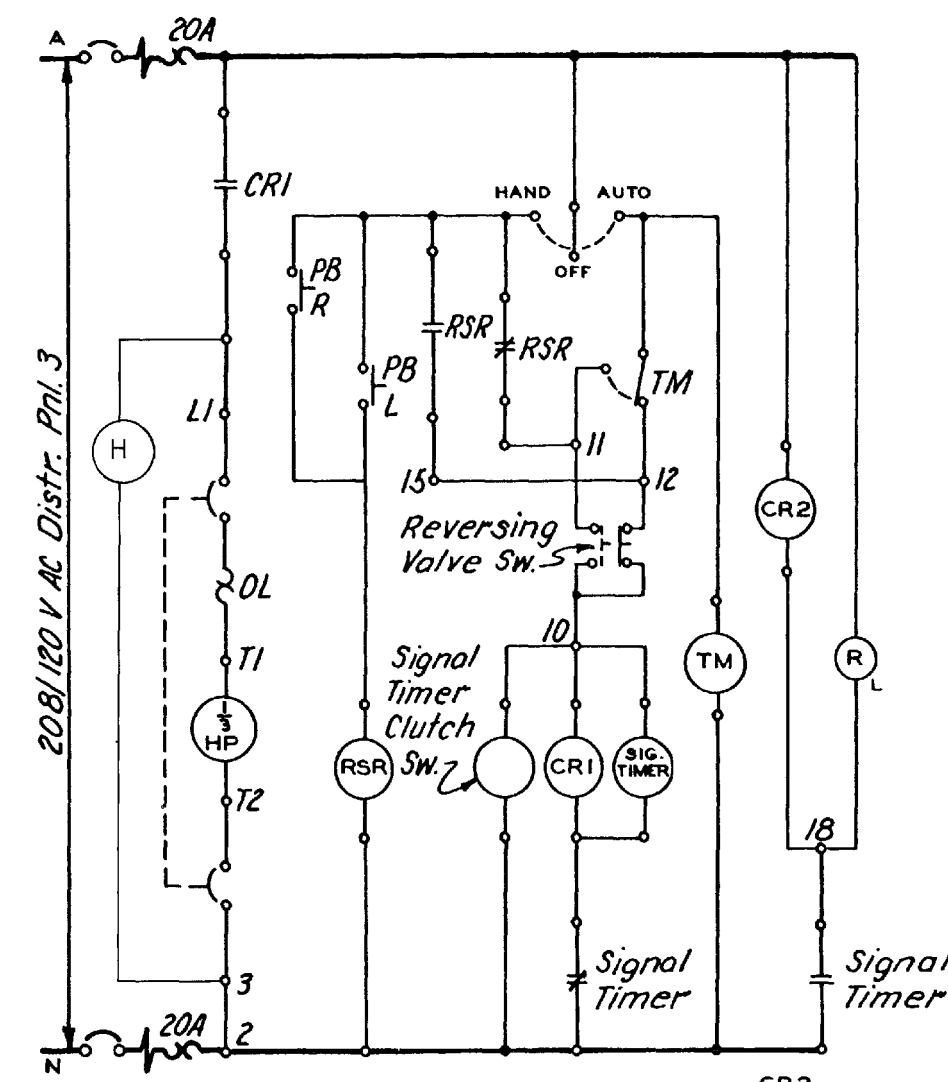 A
20A
CR1
HAND
AUTO
OFF
PB
R
PB
L
RSR
RSR
TM
L1
H
11
15
12
CR2
Reversing
Valve Sw.
OL
208/120 V AC Distr. Pnl. 3
10
T1
Signal
Timer
Clutch
Sw.
TM
R
L
1/3
HP
RSR
CR1
SIG.
TIMER
T2
18
3
Signal
Timer
Signal
Timer
20A
2
N